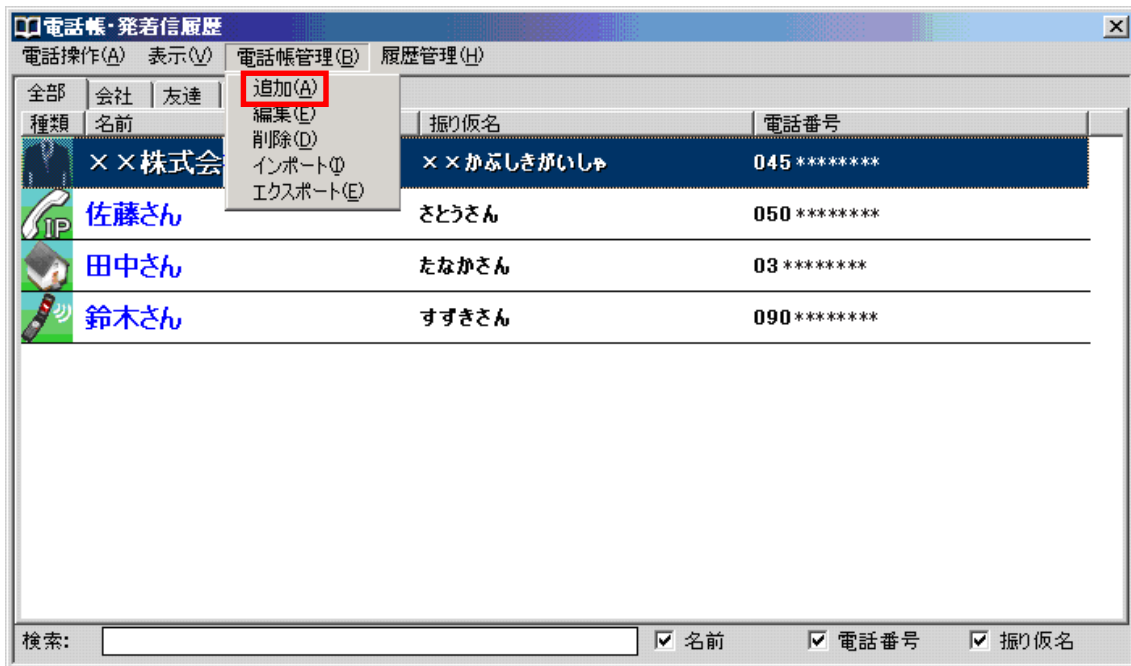 電話帳・発着信履歴
電話操作(A) 表示(V) 電話帳管理(B) 履歴管理(H)
追加(A)
編集(E)
削除(D)
インポート(I)
エクスポート(E)
全部 会社 友達
種類 名前 振り仮名 電話番号
××株式会 ××かぶしきがいしゃ 045********
IP 佐藤さん さとうさん 050********
田中さん たなかさん 03********
鈴木さん すずきさん 090********
検索: 名前 電話番号 振り仮名